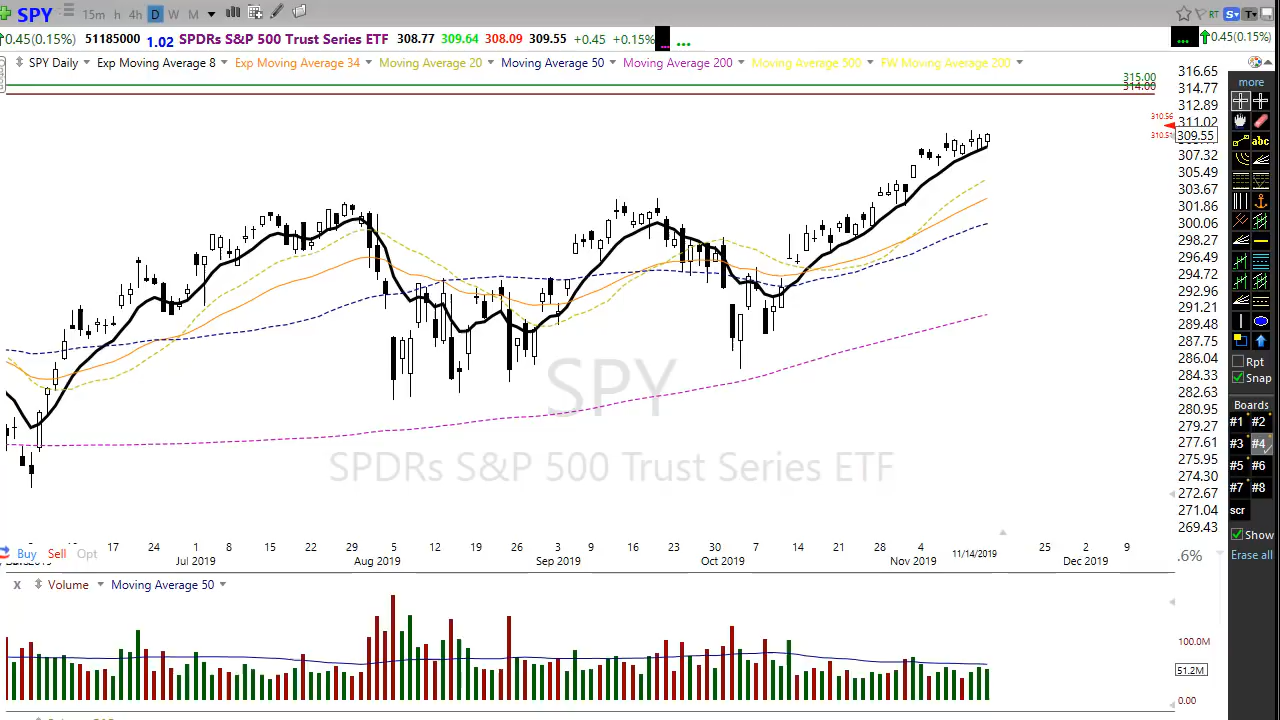 SPY 15m h 4h D W M RT S T
0.45(0.15%) 51185000 1.02 SPDRs S&P 500 Trust Series ETF 308.77 309.64 308.09 309.55 +0.45 +0.15% ... ... 0.45(0.15%)
SPY Daily Exp Moving Average 8 Exp Moving Average 34 Moving Average 20 Moving Average 50 Moving Average 200 Moving Average 500 FW Moving Average 200
316.65
315.00
314.77
314.00
312.89
310.56
311.02
310.51
309.55
307.32
305.49
303.67
301.86
300.06
298.27
296.49
294.72
292.96
291.21
289.48
287.75
286.04
284.33
282.63
280.95
279.27
277.61
275.95
274.30
272.67
271.04
269.43
more
abc
Rpt
Snap
Boards
#1 #2
#3 #4
#5 #6
#7 #8
scr
Show
Erase all
SPY
SPDRs S&P 500 Trust Series ETF
Buy Sell Opt
17 24 1 8 15 22 29 5 12 19 26 3 9 16 23 30 7 14 21 28 4 11/14/2019 25 2 9
Jul 2019 Aug 2019 Sep 2019 Oct 2019 Nov 2019 Dec 2019
.6%
X Volume Moving Average 50
100.0M
51.2M
0.00